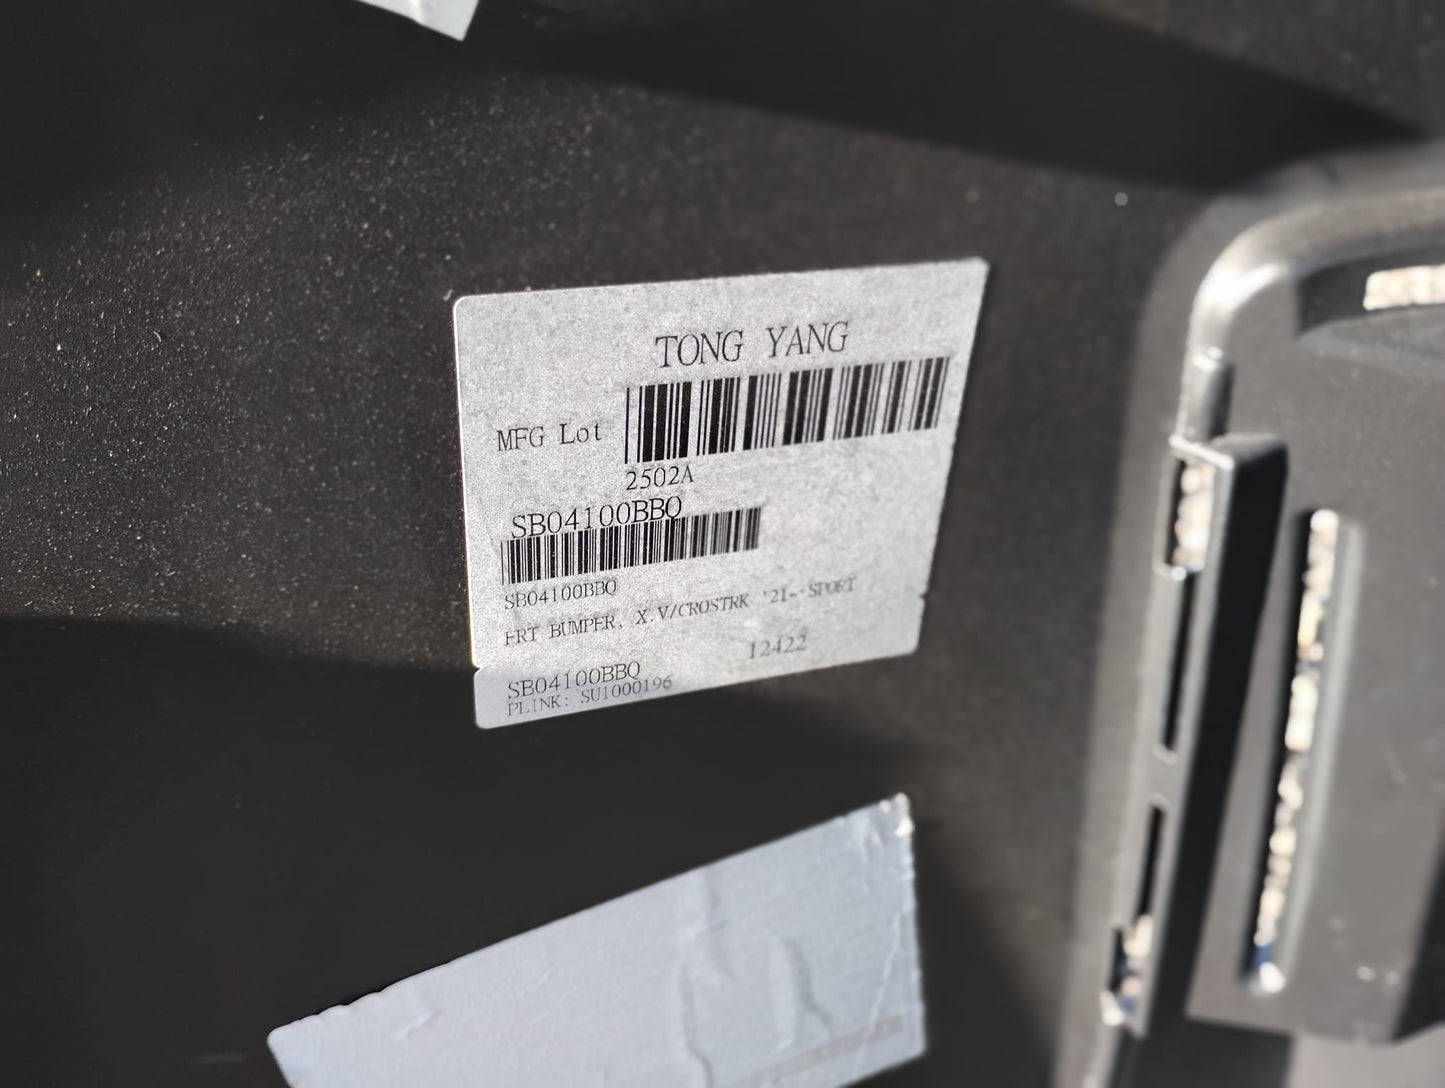 TONG YANG
MFG Lot
2502A
SB04100BBQ
SB04100BBQ
FRT BUMPER, X.V/CROSTRK '21- SPORT
12422
SB04100BBQ
PLINK: SU1000196